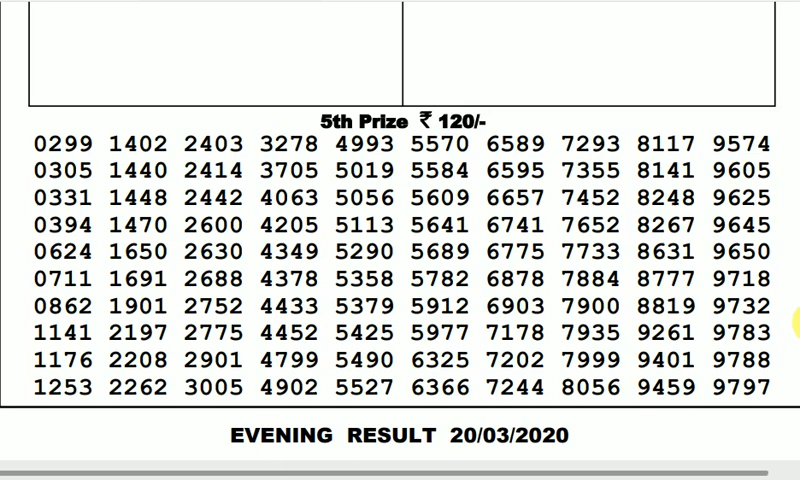 5th Prize ₹ 120/-
0299 1402 2403 3278 4993 5570 6589 7293 8117 9574
0305 1440 2414 3705 5019 5584 6595 7355 8141 9605
0331 1448 2442 4063 5056 5609 6657 7452 8248 9625
0394 1470 2600 4205 5113 5641 6741 7652 8267 9645
0624 1650 2630 4349 5290 5689 6775 7733 8631 9650
0711 1691 2688 4378 5358 5782 6878 7884 8777 9718
0862 1901 2752 4433 5379 5912 6903 7900 8819 9732
1141 2197 2775 4452 5425 5977 7178 7935 9261 9783
1176 2208 2901 4799 5490 6325 7202 7999 9401 9788
1253 2262 3005 4902 5527 6366 7244 8056 9459 9797
EVENING RESULT 20/03/2020